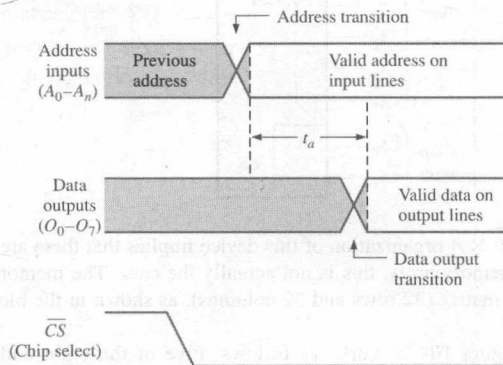 Address transition
Address
inputs
(A₀–Aₙ)
Previous
address
Valid address on
input lines
tₐ
Data
outputs
(O₀–O₇)
Valid data on
output lines
Data output
transition
C̅S̅
(Chip select)